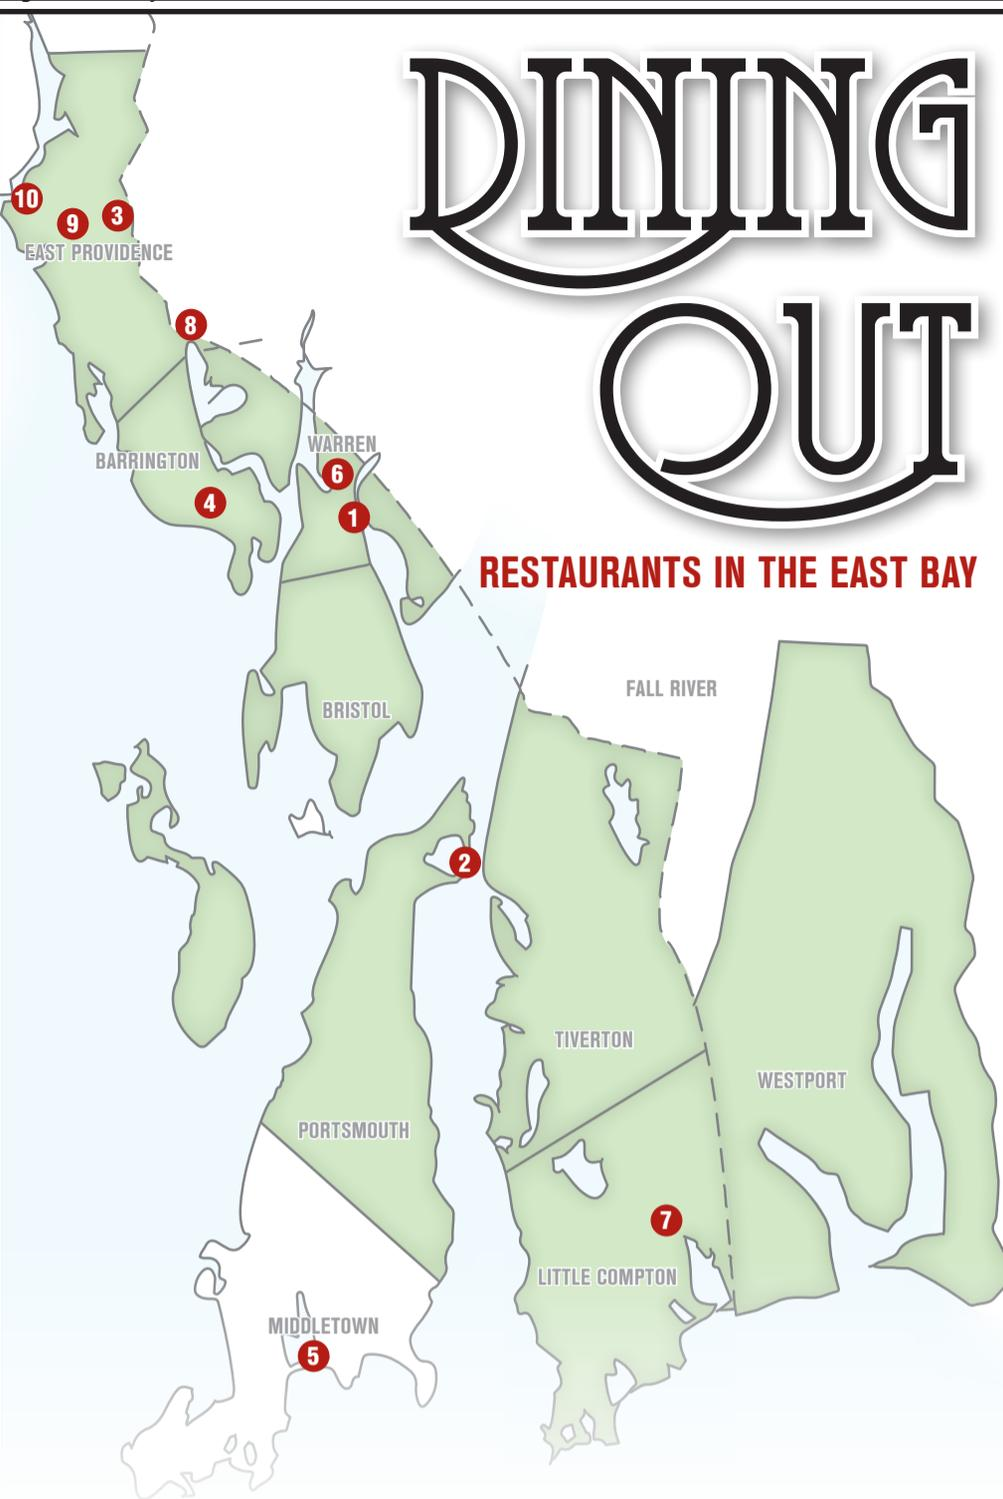 DINING
OUT
RESTAURANTS IN THE EAST BAY
10
9
3
EAST PROVIDENCE
8
WARREN
BARRINGTON
6
4
1
FALL RIVER
BRISTOL
2
TIVERTON
WESTPORT
PORTSMOUTH
7
LITTLE COMPTON
MIDDLETOWN
5